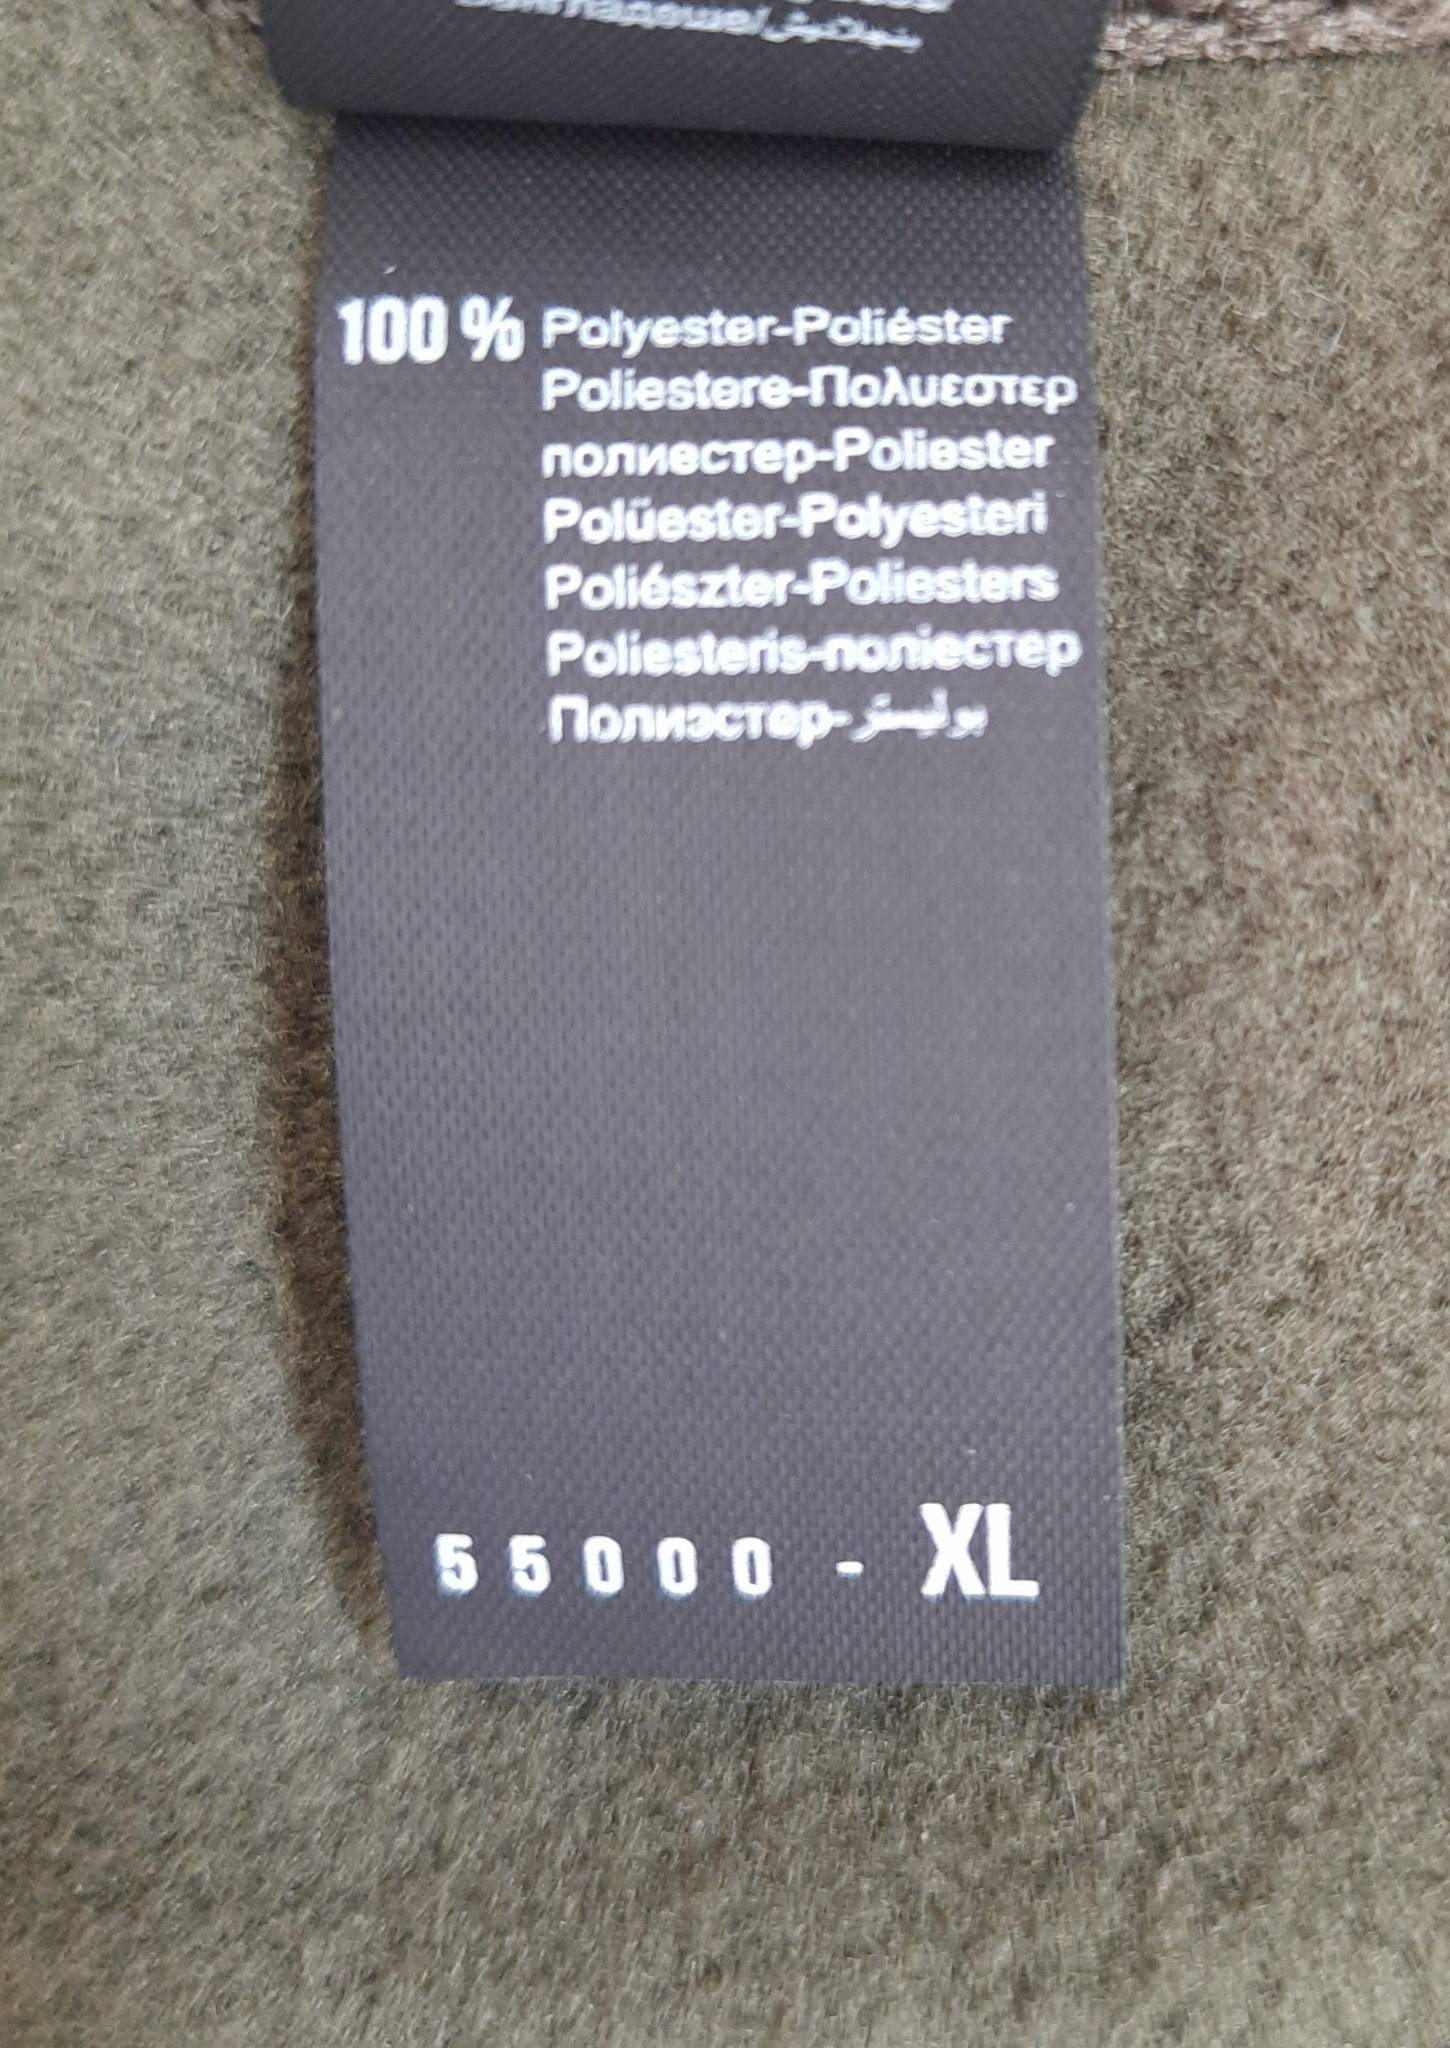 100 % Polyester-Poliéster
Poliestere-Πολυεστερ
полиестер-Poliester
Polüester-Polyesteri
Poliészter-Poliesters
Poliesteris-поліестер
Полиэстер-بوليستر
55000 - XL